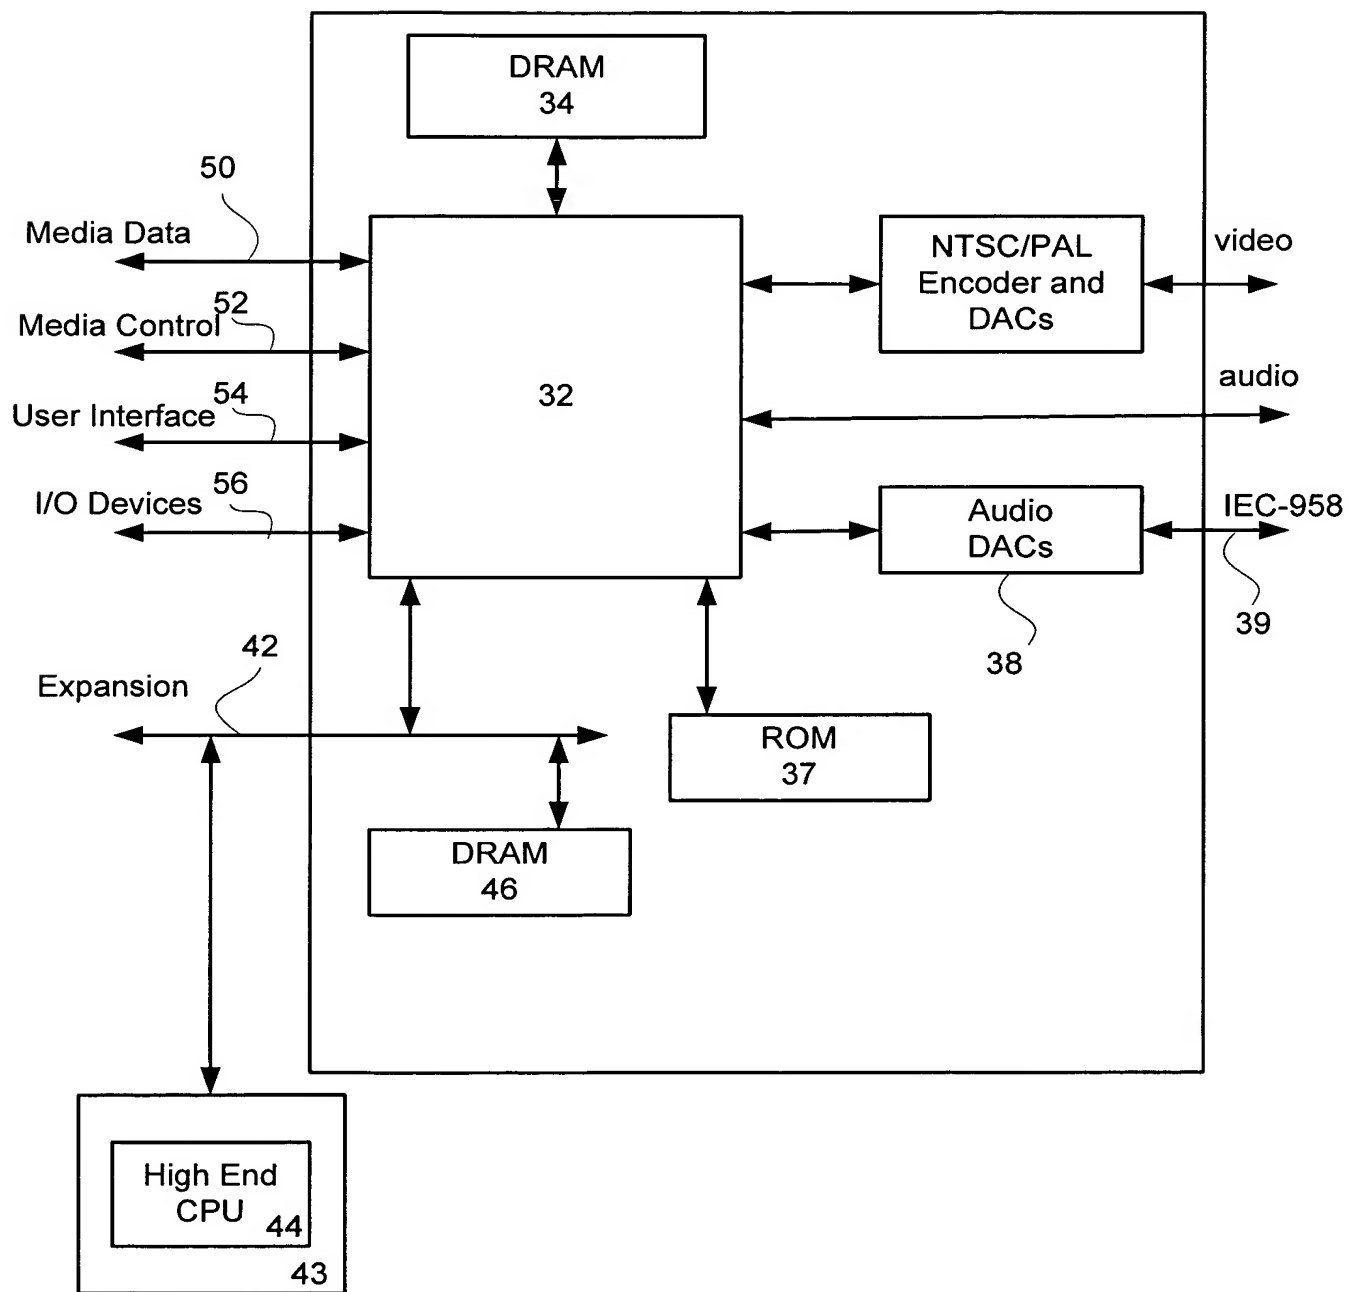 DRAM
34
50
Media Data
NTSC/PAL
Encoder and
DACs
video
52
Media Control
32
audio
54
User Interface
56
I/O Devices
Audio
DACs
IEC-958
39
38
42
Expansion
ROM
37
DRAM
46
High End
CPU
44
43